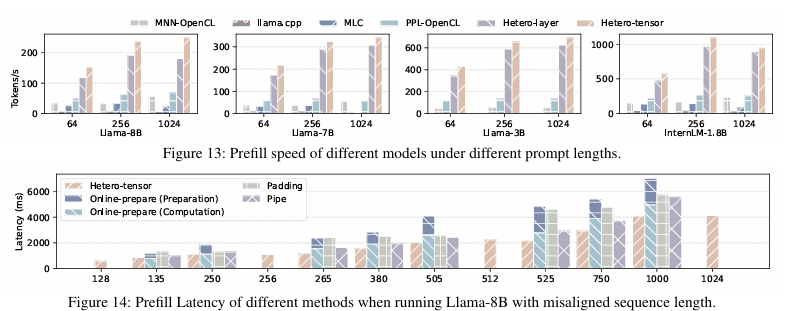 MNN-OpenCL llama.cpp MLC PPL-OpenCL Hetero-layer Hetero-tensor
Tokens/s
200
100
0
64 256 1024
Llama-8B
300
200
100
0
64 256 1024
Llama-7B
600
400
200
0
64 256 1024
Llama-3B
1000
500
0
64 256 1024
InternLM-1.8B
Figure 13: Prefill speed of different models under different prompt lengths.
Latency (ms)
6000
4000
2000
0
Hetero-tensor
Online-prepare (Preparation)
Online-prepare (Computation)
Padding
Pipe
128 135 250 256 265 380 505 512 525 750 1000 1024
Figure 14: Prefill Latency of different methods when running Llama-8B with misaligned sequence length.